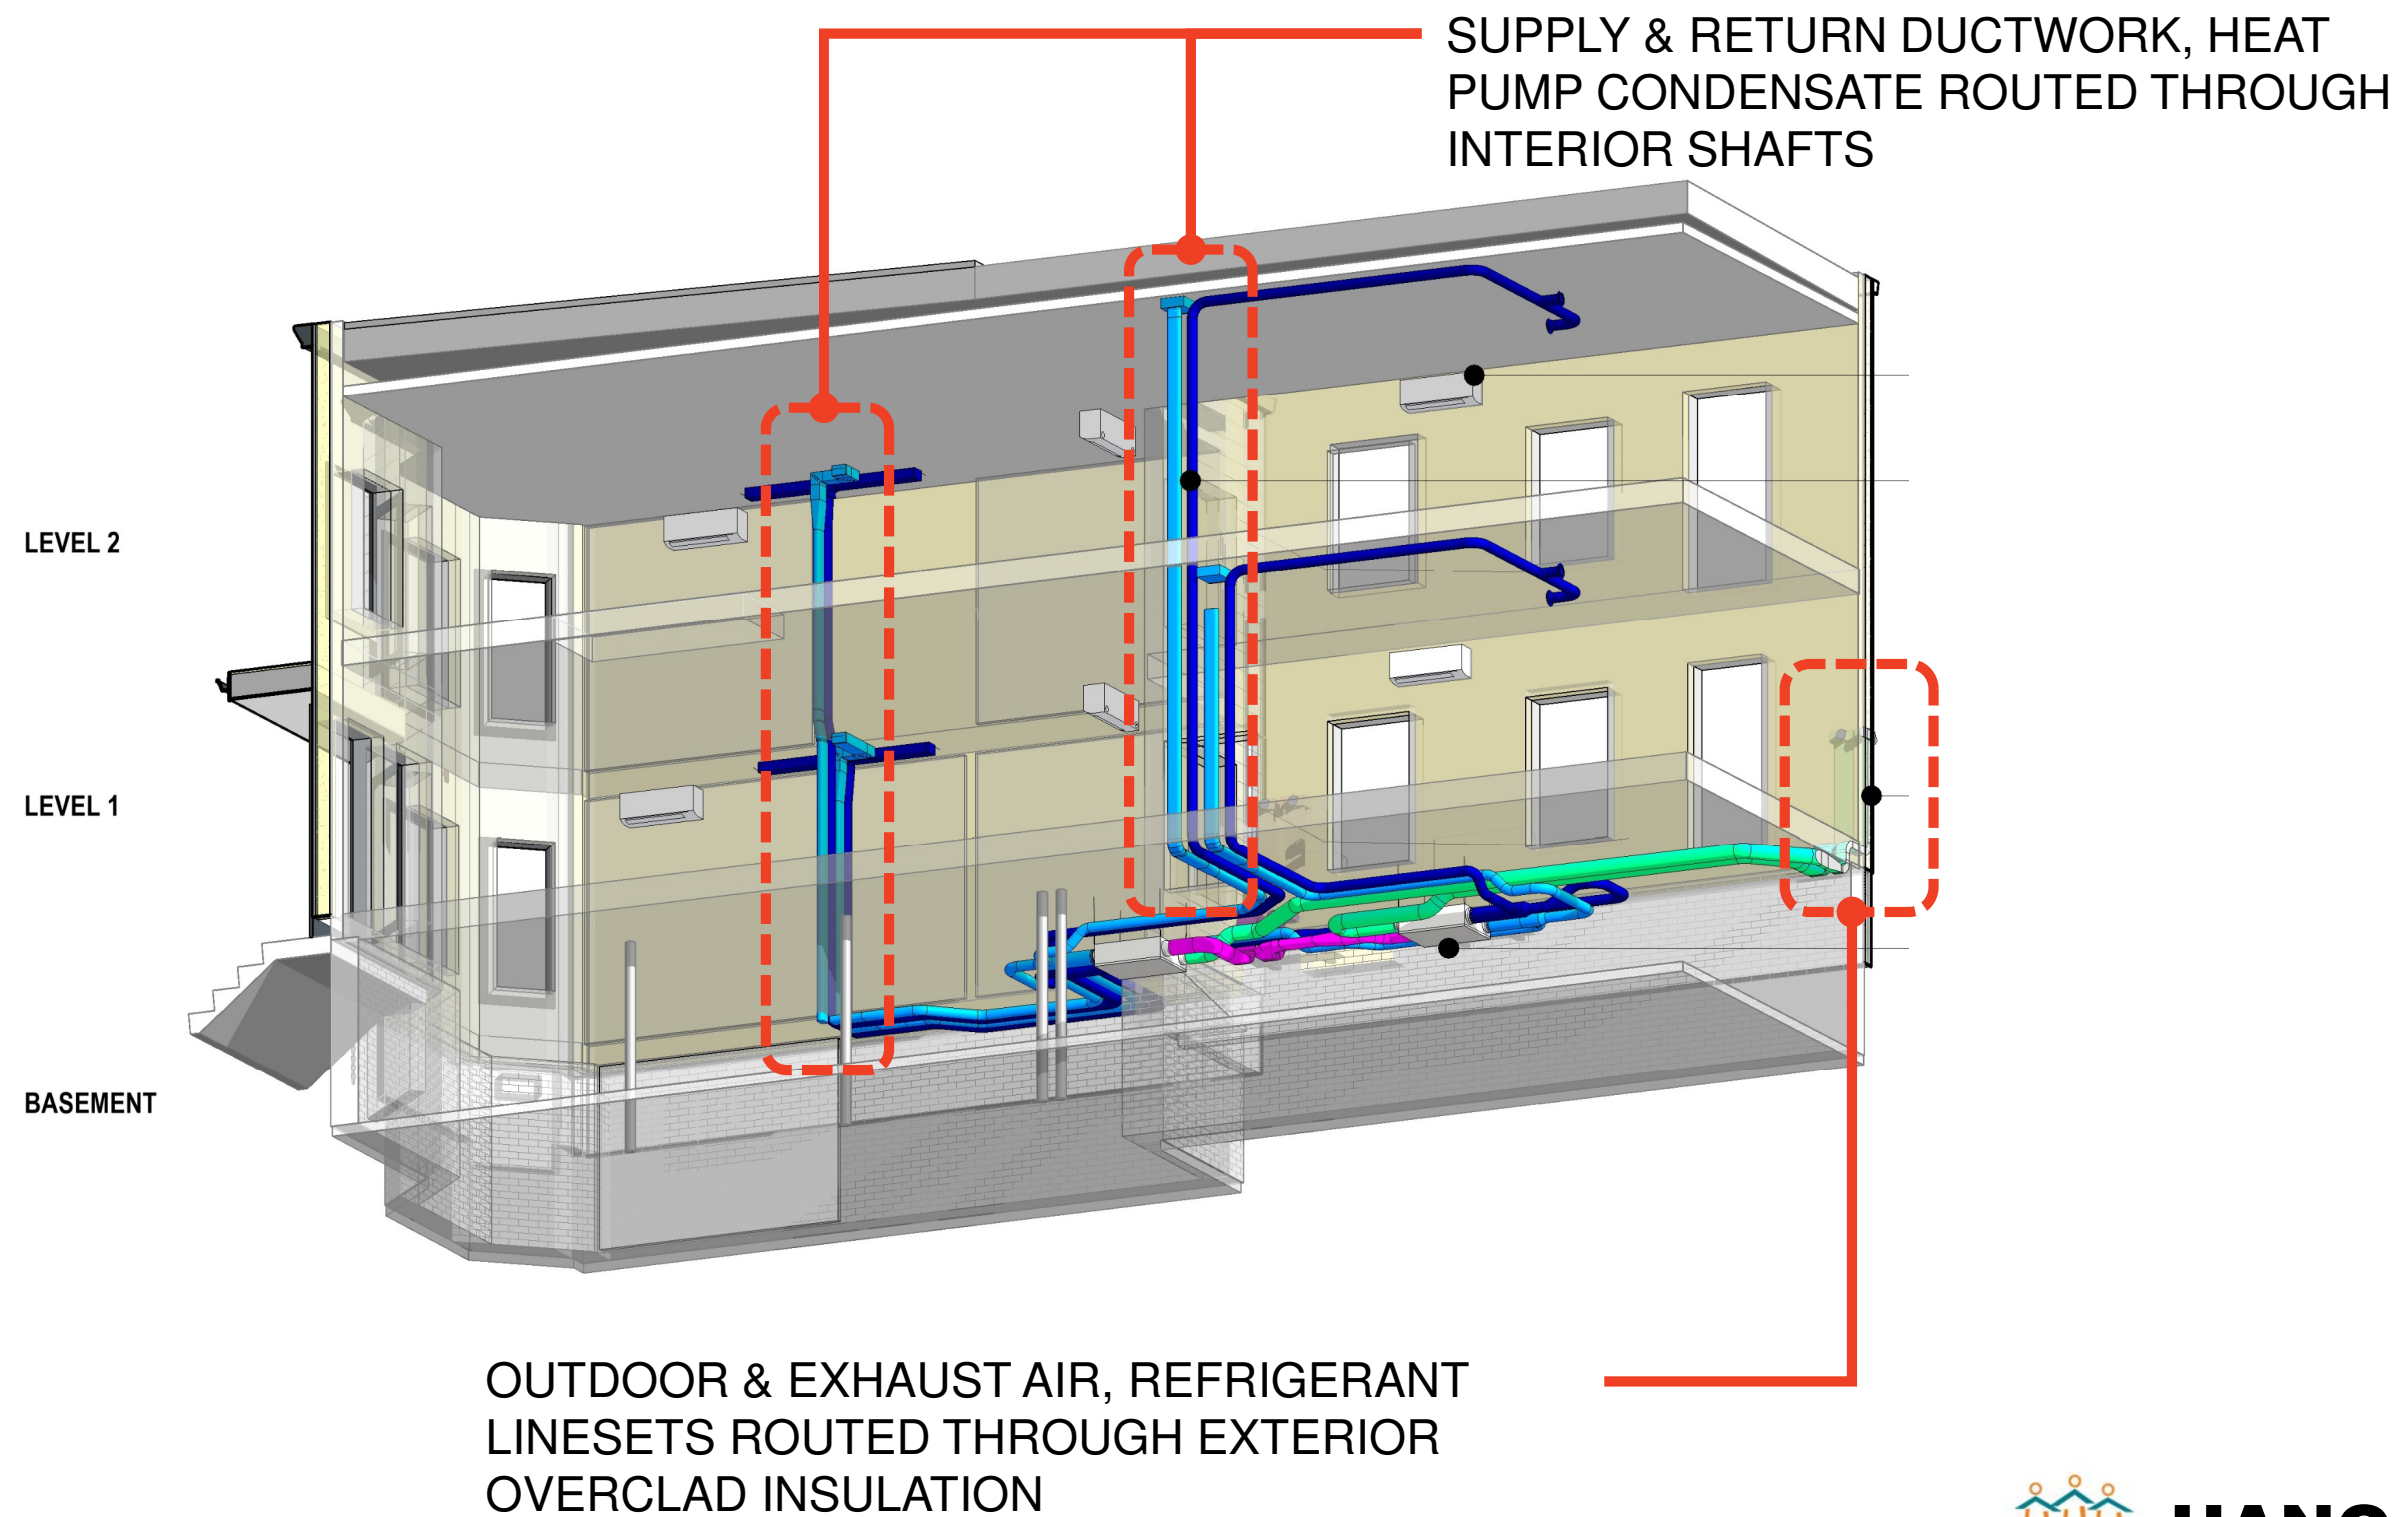 SUPPLY & RETURN DUCTWORK, HEAT
PUMP CONDENSATE ROUTED THROUGH
INTERIOR SHAFTS
LEVEL 2
LEVEL 1
BASEMENT
OUTDOOR & EXHAUST AIR, REFRIGERANT
LINESETS ROUTED THROUGH EXTERIOR
OVERCLAD INSULATION